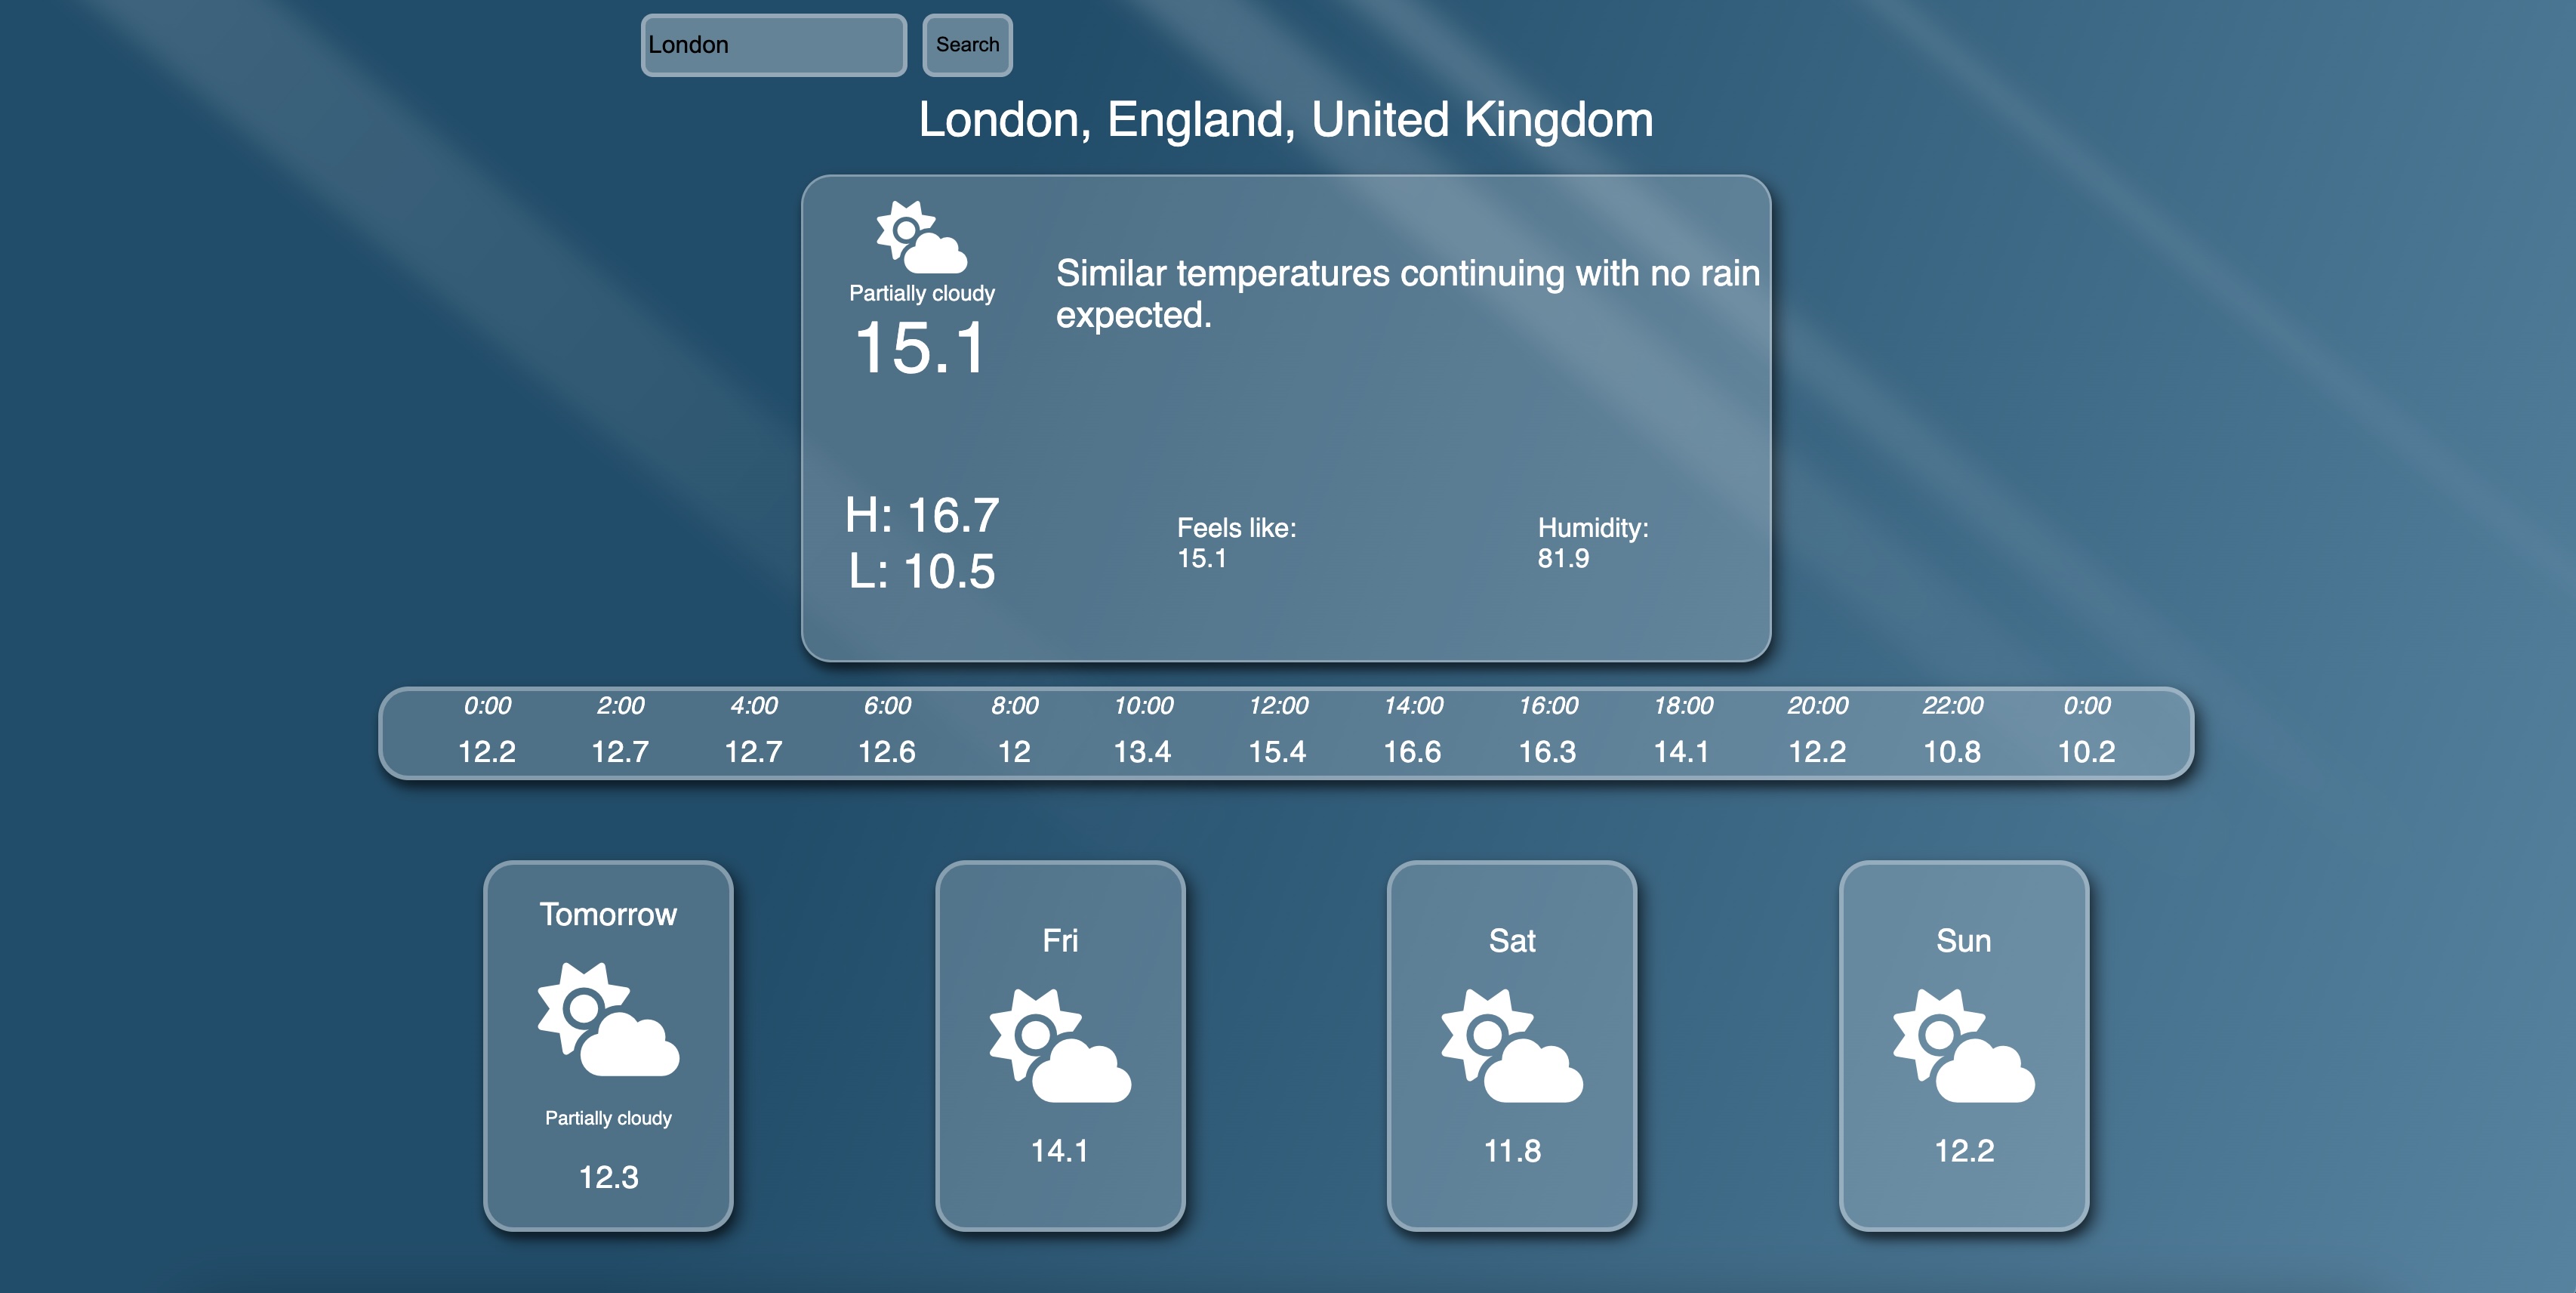 London
Search
London, England, United Kingdom
Partially cloudy
15.1
Similar temperatures continuing with no rain
expected.
H: 16.7
L: 10.5
Feels like:
15.1
Humidity:
81.9
0:00 2:00 4:00 6:00 8:00 10:00 12:00 14:00 16:00 18:00 20:00 22:00 0:00
12.2 12.7 12.7 12.6 12 13.4 15.4 16.6 16.3 14.1 12.2 10.8 10.2
Tomorrow
Partially cloudy
12.3
Fri
14.1
Sat
11.8
Sun
12.2